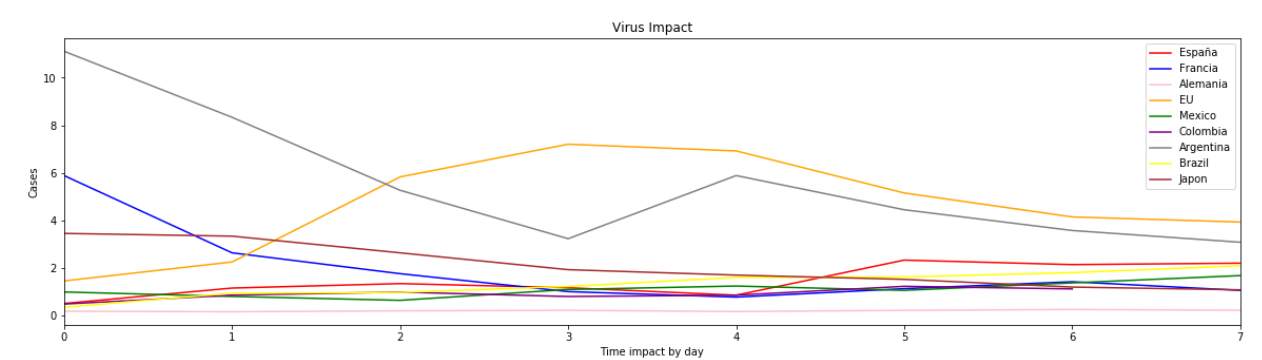 Virus Impact
España
Francia
Alemania
EU
Mexico
Colombia
Argentina
Brazil
Japon
Cases
10
8
6
4
2
0
0 1 2 3 4 5 6 7
Time impact by day